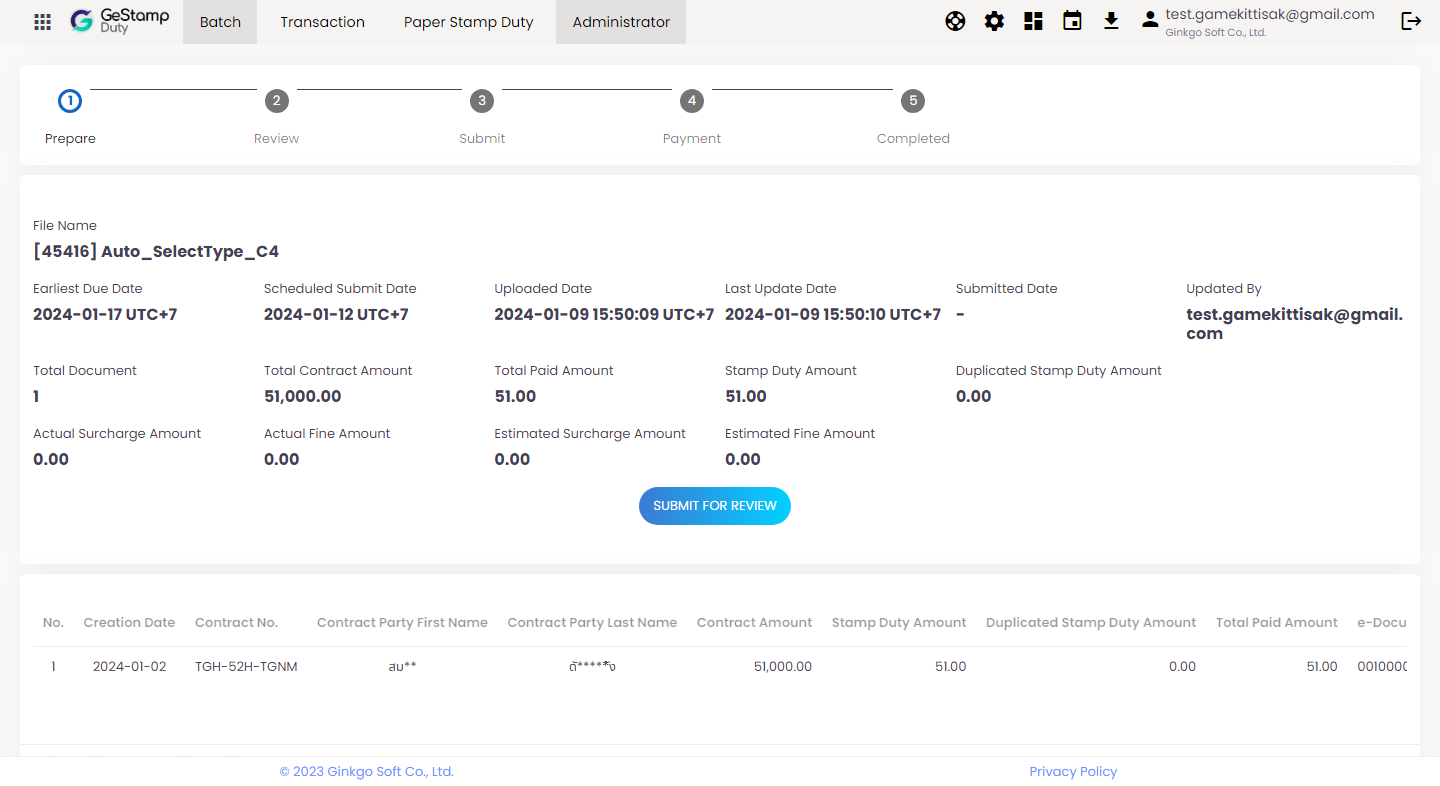 GeStamp
Duty
Batch
Transaction
Paper Stamp Duty
Administrator
test.gamekittisak@gmail.com
Ginkgo Soft Co., Ltd.
1
2
3
4
5
Prepare
Review
Submit
Payment
Completed
File Name
[45416] Auto_SelectType_C4
Earliest Due Date
Scheduled Submit Date
Uploaded Date
Last Update Date
Submitted Date
Updated By
2024-01-17 UTC+7
2024-01-12 UTC+7
2024-01-09 15:50:09 UTC+7
2024-01-09 15:50:10 UTC+7
-
test.gamekittisak@gmail.
com
Total Document
Total Contract Amount
Total Paid Amount
Stamp Duty Amount
Duplicated Stamp Duty Amount
1
51,000.00
51.00
51.00
0.00
Actual Surcharge Amount
Actual Fine Amount
Estimated Surcharge Amount
Estimated Fine Amount
0.00
0.00
0.00
0.00
SUBMIT FOR REVIEW
No.
Creation Date
Contract No.
Contract Party First Name
Contract Party Last Name
Contract Amount
Stamp Duty Amount
Duplicated Stamp Duty Amount
Total Paid Amount
e-Docu
1
2024-01-02
TGH-52H-TGNM
สม**
51,000.00
51.00
0.00
51.00
© 2023 Ginkgo Soft Co., Ltd.
Privacy Policy